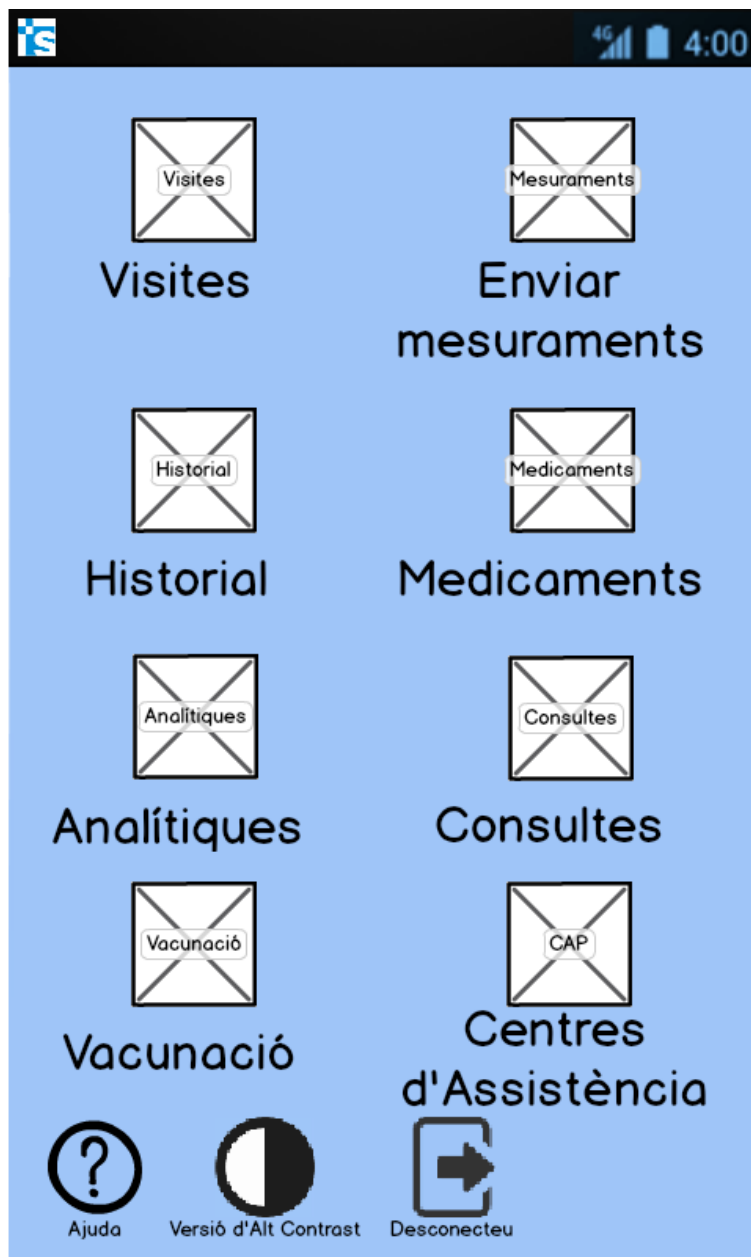 is
4G 4:00
Visites
Mesuraments
Visites
Enviar
mesuraments
Historial
Medicaments
Historial
Medicaments
Analítiques
Consultes
Analítiques
Consultes
Vacunació
CAP
Vacunació
Centres
d'Assistència
?
Ajuda
Versió d'Alt Contrast
Desconecteu